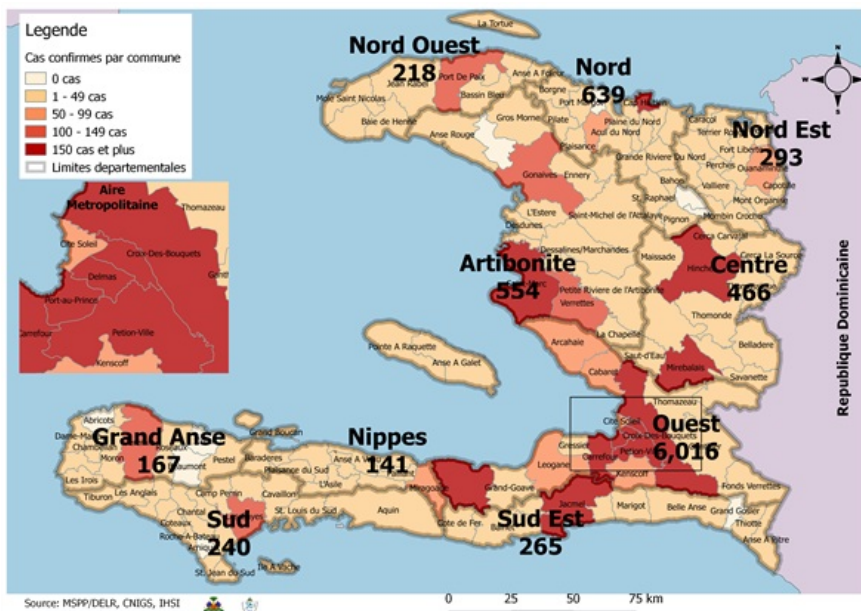 Legende
Cas confirmes par commune
0 cas
1 - 49 cas
50 - 99 cas
100 - 149 cas
150 cas et plus
Limites departementales
Aire
Metropolitaine
Thomazeau
Cite Soleil
Croix-Des-Bouquets
Delmas
Port-au-Prince
Carrefour
Petion-Ville
Kenscoff
La Tortue
Nord Ouest
218
Port De Paix
Anse A Foleur
Jean Rabel
Bassin Bleu
Mole Saint Nicolas
Baie de Henne
Anse Rouge
Gros Morne
Nord
639
Borgne
Port Margot
Pilate
Plaine du Nord
Acul du Nord
Plaisance
Caracol
Nord Est
293
Fort Liberte
Ouanaminthe
Perches
Grande Riviere Du Nord
Capotille
Valliere
Mont Organise
Bahon
St. Raphael
Pignon
Mombin Crochu
Gonaives
Ennery
L'Estere
Desdunes
Saint-Michel de l'Attalaye
Dessalines/Marchandes
Cerca Carvajal
Cerca La Source
Maissade
Artibonite
554
Petite Riviere de l'Artibonite
Verrettes
La Chapelle
Centre
466
Thomonde
Belladere
Saut-d'Eau
Mirebalais
Savanette
Arcahaie
Cabaret
Pointe A Raquette
Anse A Galet
Thomazeau
Cite Soleil
Croix-Des-Bouquets
Ouest
6,016
Gressier
Carrefour
Petion-Ville
Kenscoff
Leogane
Fonds Verrettes
Abricots
Grand Anse
167
Chambellan
Moron
Roseaux
Beaumont
Pestel
Les Irois
Grand Boucan
Baraderes
Plaisance du Sud
Nippes
141
L'Asile
Miragoane
Grand-Goave
Tiburon
Les Anglais
Camp Perrin
Cavaillon
Chantal
Coteaux
Roche-A-Bateau
St. Louis du Sud
Aquin
Sud
240
St. Jean du Sud
Ile A Vache
Cote de Fer
Jacmel
Sud Est
265
Marigot
Belle Anse
Grand Gosier
Thiotte
Anse A Pitre
Republique Dominicaine
N
W
E
S
Source: MSPP/DELR, CNIGS, IHSI
0 25 50 75 km